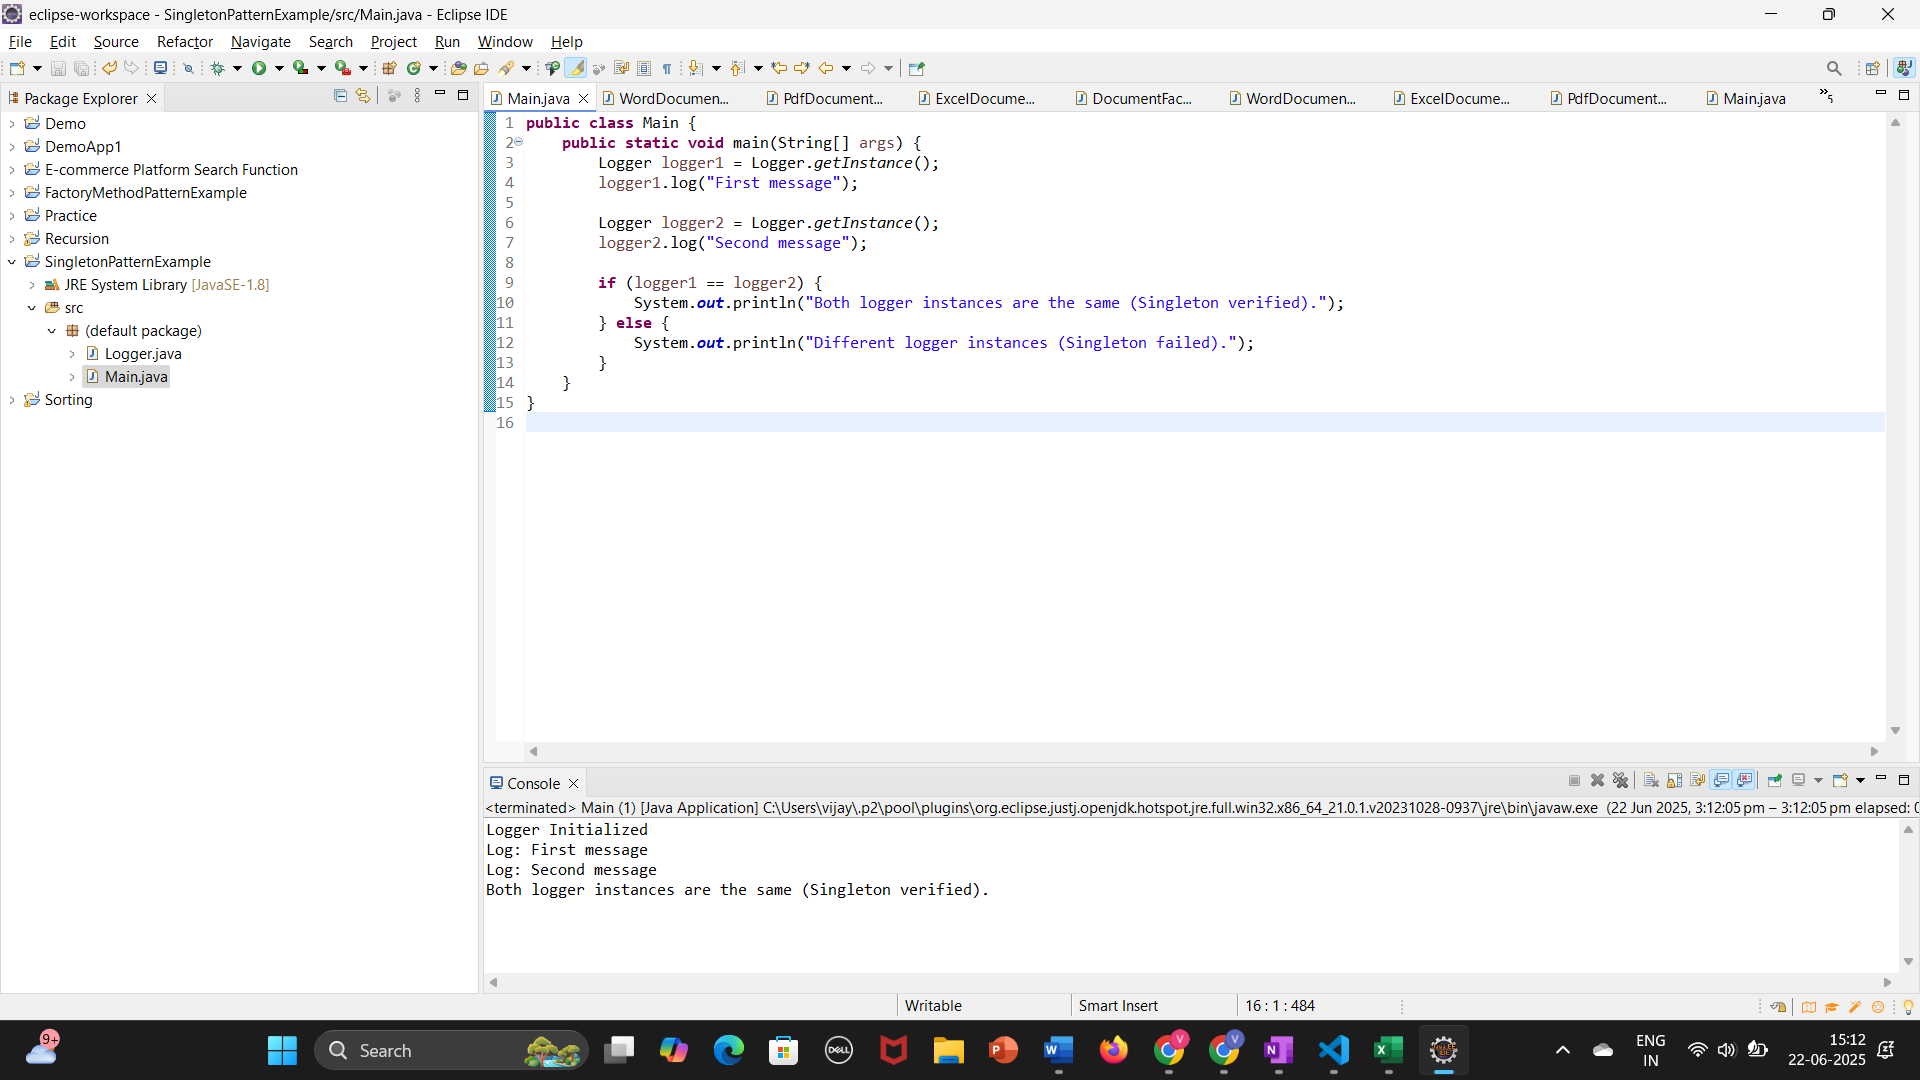 eclipse-workspace - SingletonPatternExample/src/Main.java - Eclipse IDE
File Edit Source Refactor Navigate Search Project Run Window Help
Package Explorer
Main.java WordDocumen... PdfDocument... ExcelDocume... DocumentFac... WordDocumen... ExcelDocume... PdfDocument... Main.java »5
Demo
DemoApp1
E-commerce Platform Search Function
FactoryMethodPatternExample
Practice
Recursion
SingletonPatternExample
JRE System Library [JavaSE-1.8]
src
(default package)
Logger.java
Main.java
Sorting
1 public class Main {
2 public static void main(String[] args) {
3 Logger logger1 = Logger.getInstance();
4 logger1.log("First message");
5
6 Logger logger2 = Logger.getInstance();
7 logger2.log("Second message");
8
9 if (logger1 == logger2) {
10 System.out.println("Both logger instances are the same (Singleton verified).");
11 } else {
12 System.out.println("Different logger instances (Singleton failed).");
13 }
14 }
15 }
16
Console
<terminated> Main (1) [Java Application] C:\Users\vijay\.p2\pool\plugins\org.eclipse.justj.openjdk.hotspot.jre.full.win32.x86_64_21.0.1.v20231028-0937\jre\bin\javaw.exe (22 Jun 2025, 3:12:05 pm – 3:12:05 pm elapsed: 0
Logger Initialized
Log: First message
Log: Second message
Both logger instances are the same (Singleton verified).
Writable Smart Insert 16 : 1 : 484
9+
Search
DELL
P
W
V
V
N
X
Java EE
IDE
ENG
IN
15:12
22-06-2025